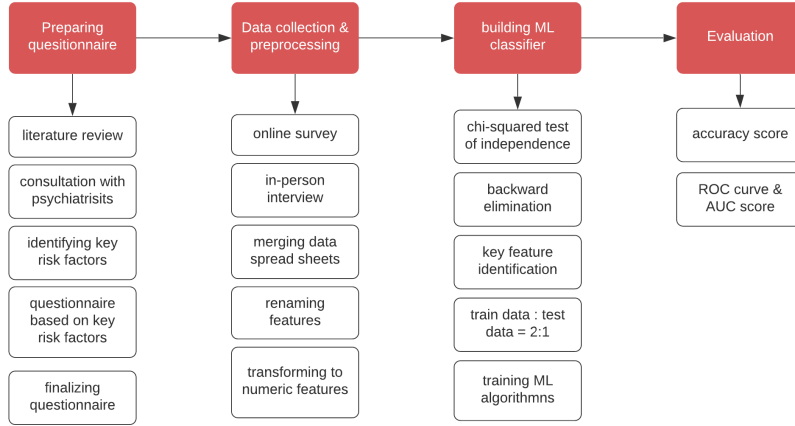 Preparing
quesitionnaire
literature review
consultation with
psychiatrisits
identifying key
risk factors
questionnaire
based on key
risk factors
finalizing
questionnaire
Data collection &
preprocessing
online survey
in-person
interview
merging data
spread sheets
renaming
features
transforming to
numeric features
building ML
classifier
chi-squared test
of independence
backward
elimination
key feature
identification
train data : test
data = 2:1
training ML
algorithmns
Evaluation
accuracy score
ROC curve &
AUC score